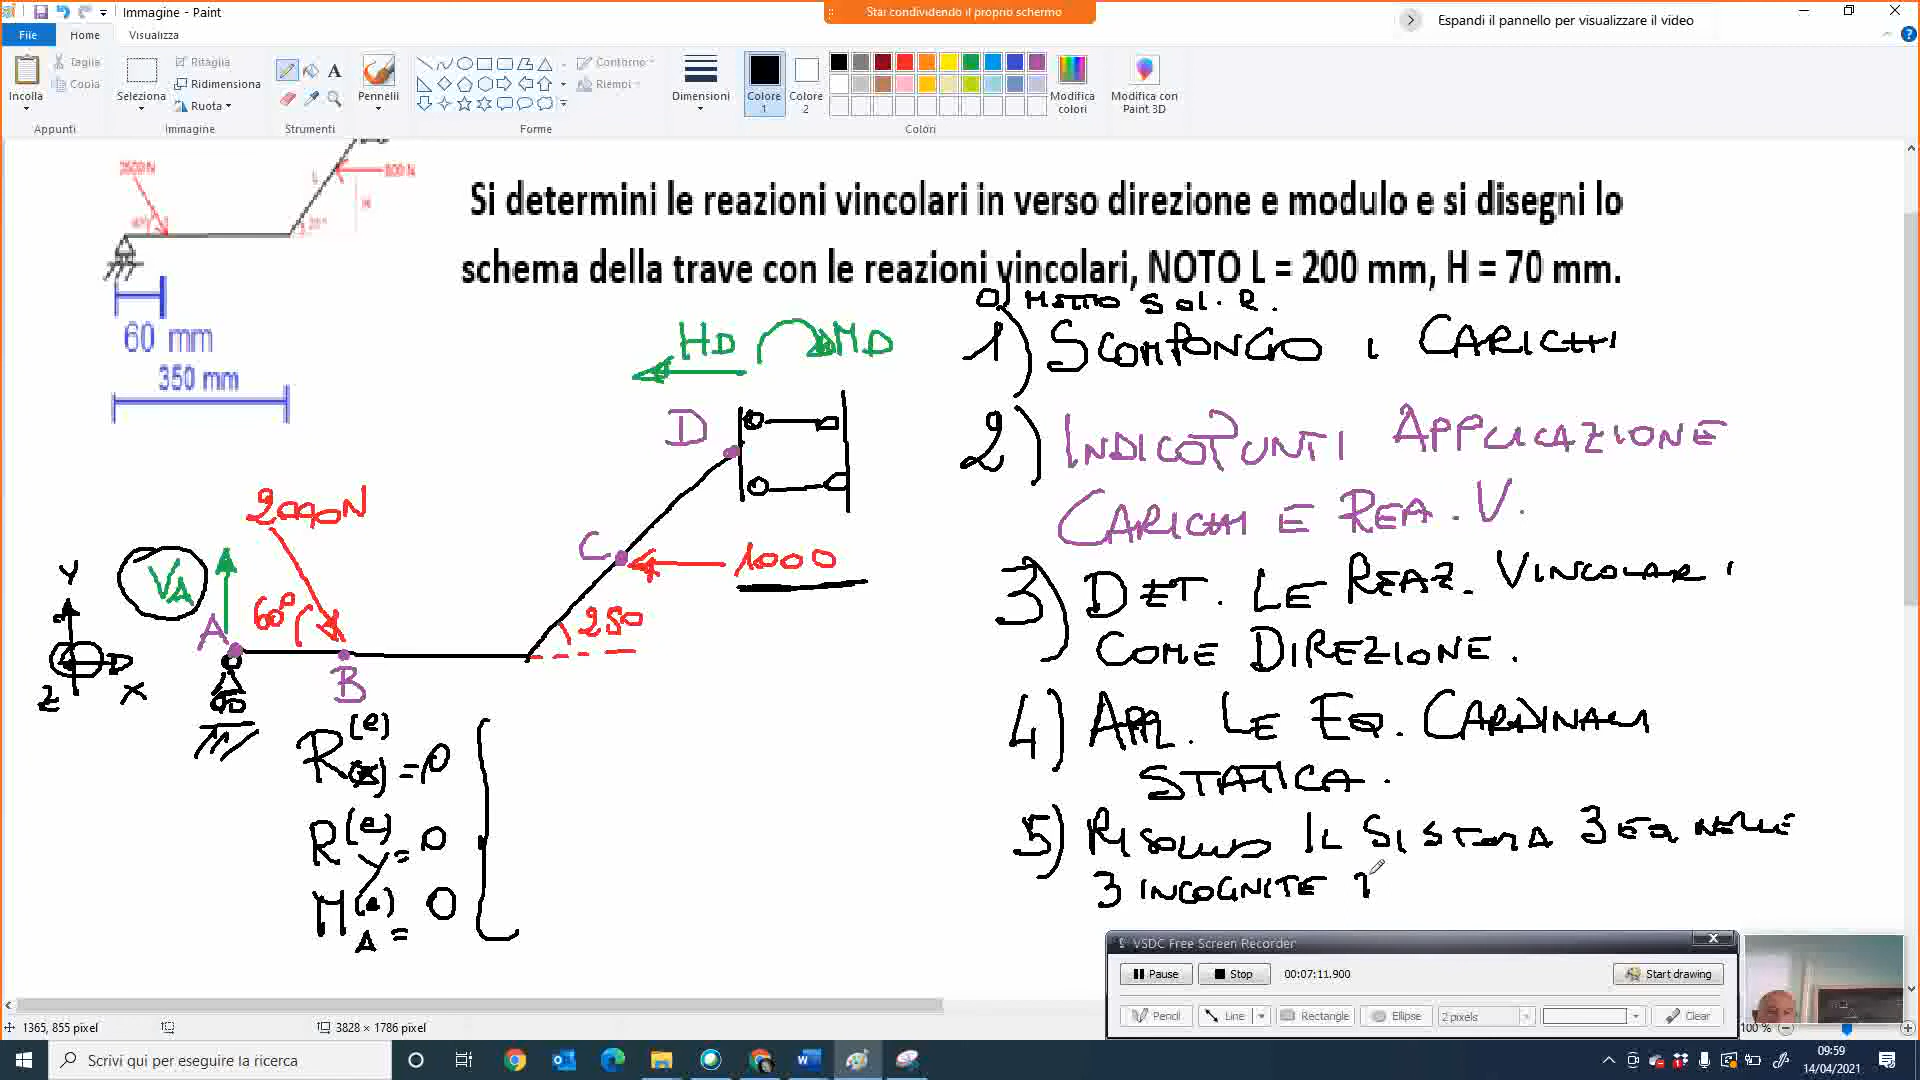 Immagine - Paint
Stai condividendo il proprio schermo
Espandi il pannello per visualizzare il video
File Home Visualizza
Incolla
Taglia
Copia
Appunti
Seleziona
Ritaglia
Ridimensiona
Ruota
Immagine
Strumenti
Pennelli
Contorno
Riempi
Forme
Dimensioni
Colore 1
Colore 2
Modifica colori
Modifica con Paint 3D
Colori
Si determini le reazioni vincolari in verso direzione e modulo e si disegni lo
schema della trave con le reazioni vincolari, NOTO L = 200 mm, H = 70 mm.
60 mm
350 mm
0) METTO S OL. R.
1) SCOMPONGO I CARICHI
2) INDICO PUNTI APPLICAZIONE
CARICHI E REA. V.
3) DET. LE REAZ. VINCOLARI
COME DIREZIONE.
4) APPL. LE EQ. CARDINALI
STATICA.
5) RISOLVO IL SISTEMA 3 EQ NELLE
3 INCOGNITE
HD MD
D
2000N
C
1000
VA
60°
250
A
B
Y
Z X
R(e)(x) = 0
R(e)Y = 0
M(e)A = 0
VSDC Free Screen Recorder
Pause Stop 00:07:11.900 Start drawing
Pencil Line Rectangle Ellipse 2 pixels Clear
1365, 855 pixel
3828 × 1786 pixel
100 %
Scrivi qui per eseguire la ricerca
09:59
14/04/2021